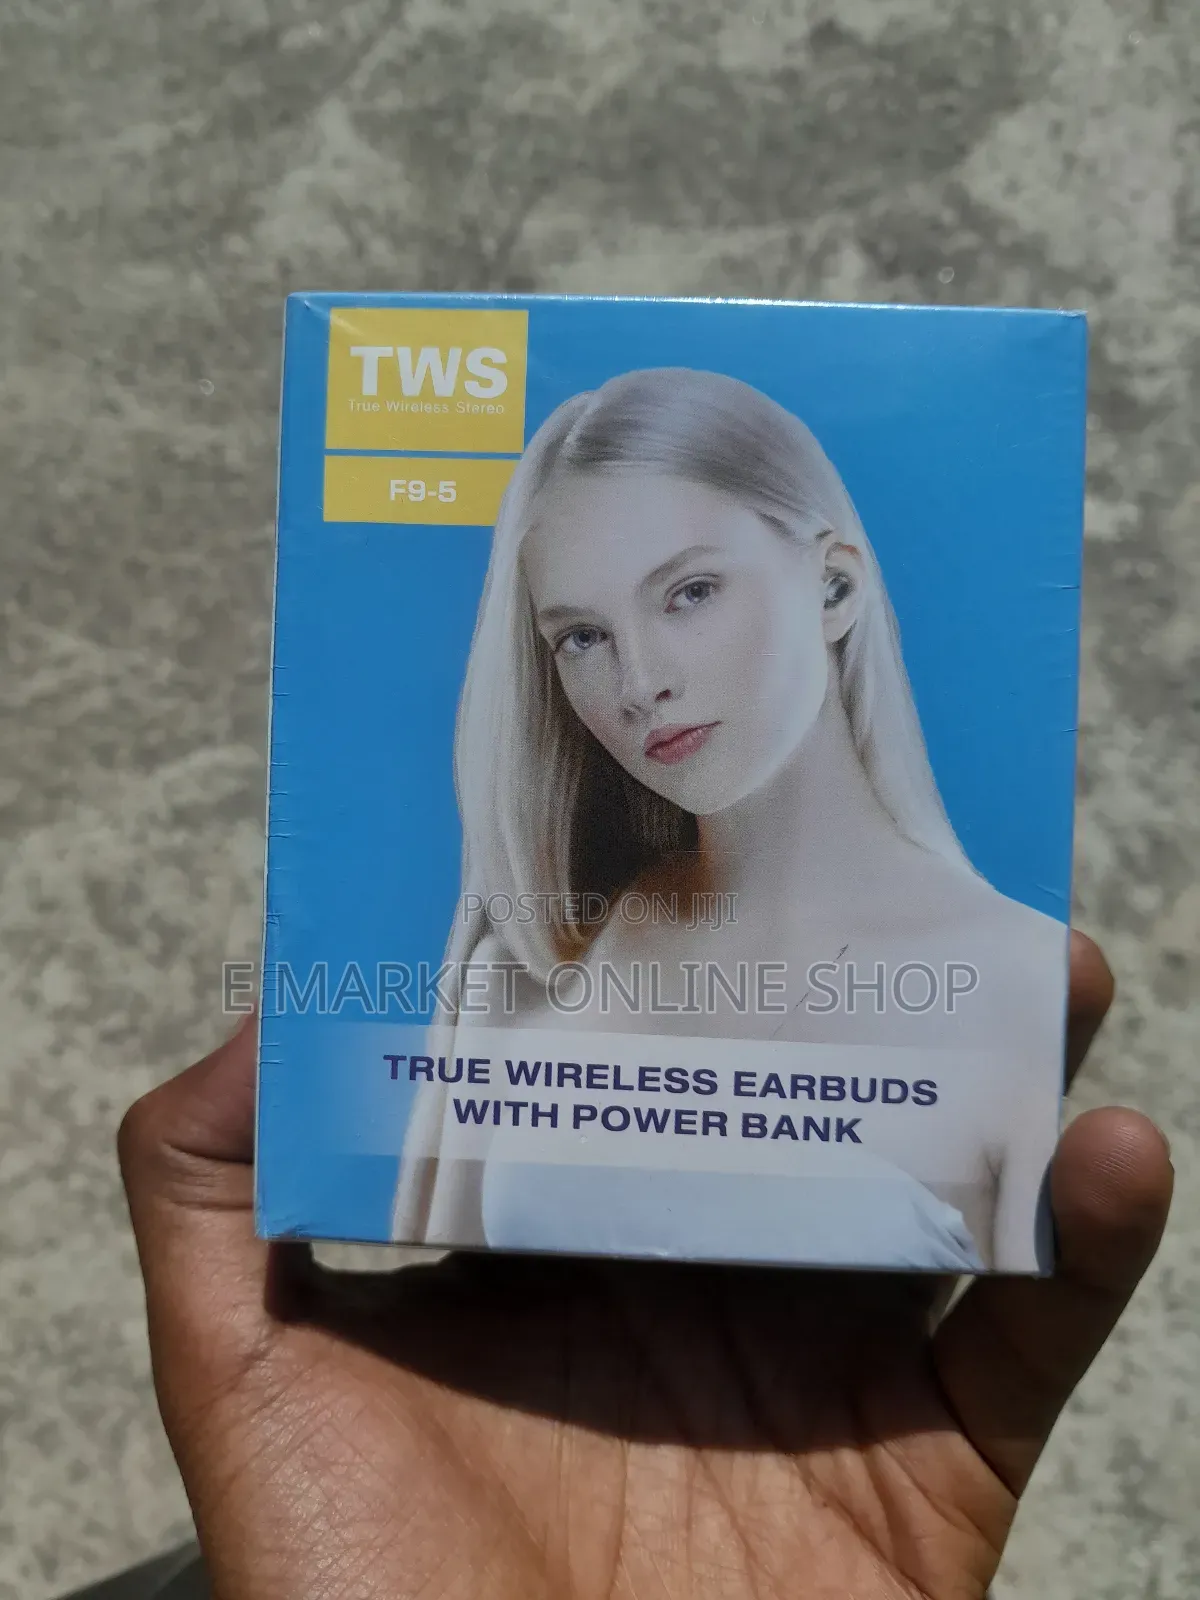 TWS
True Wireless Stereo
F9-5
POSTED ON JIJI
E MARKET ONLINE SHOP
TRUE WIRELESS EARBUDS
WITH POWER BANK